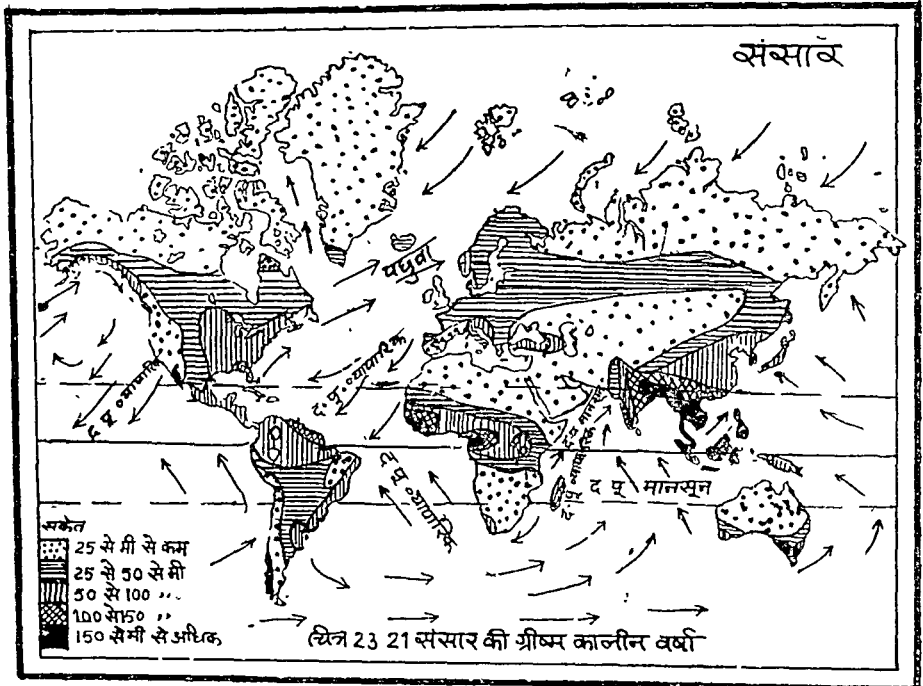 संसार
पछुवा
द पू व्यापारिक
द. पू. व्यापारिक
द पू व्यापारिक
द पू मानसून
संकेत
25 से मी से कम
25 से 50 से मी
50 से 100 ,,
100 से 150 ,,
150 से मी से अधिक
चित्र 23 21 संसार की ग्रीष्म कालीन वर्षा